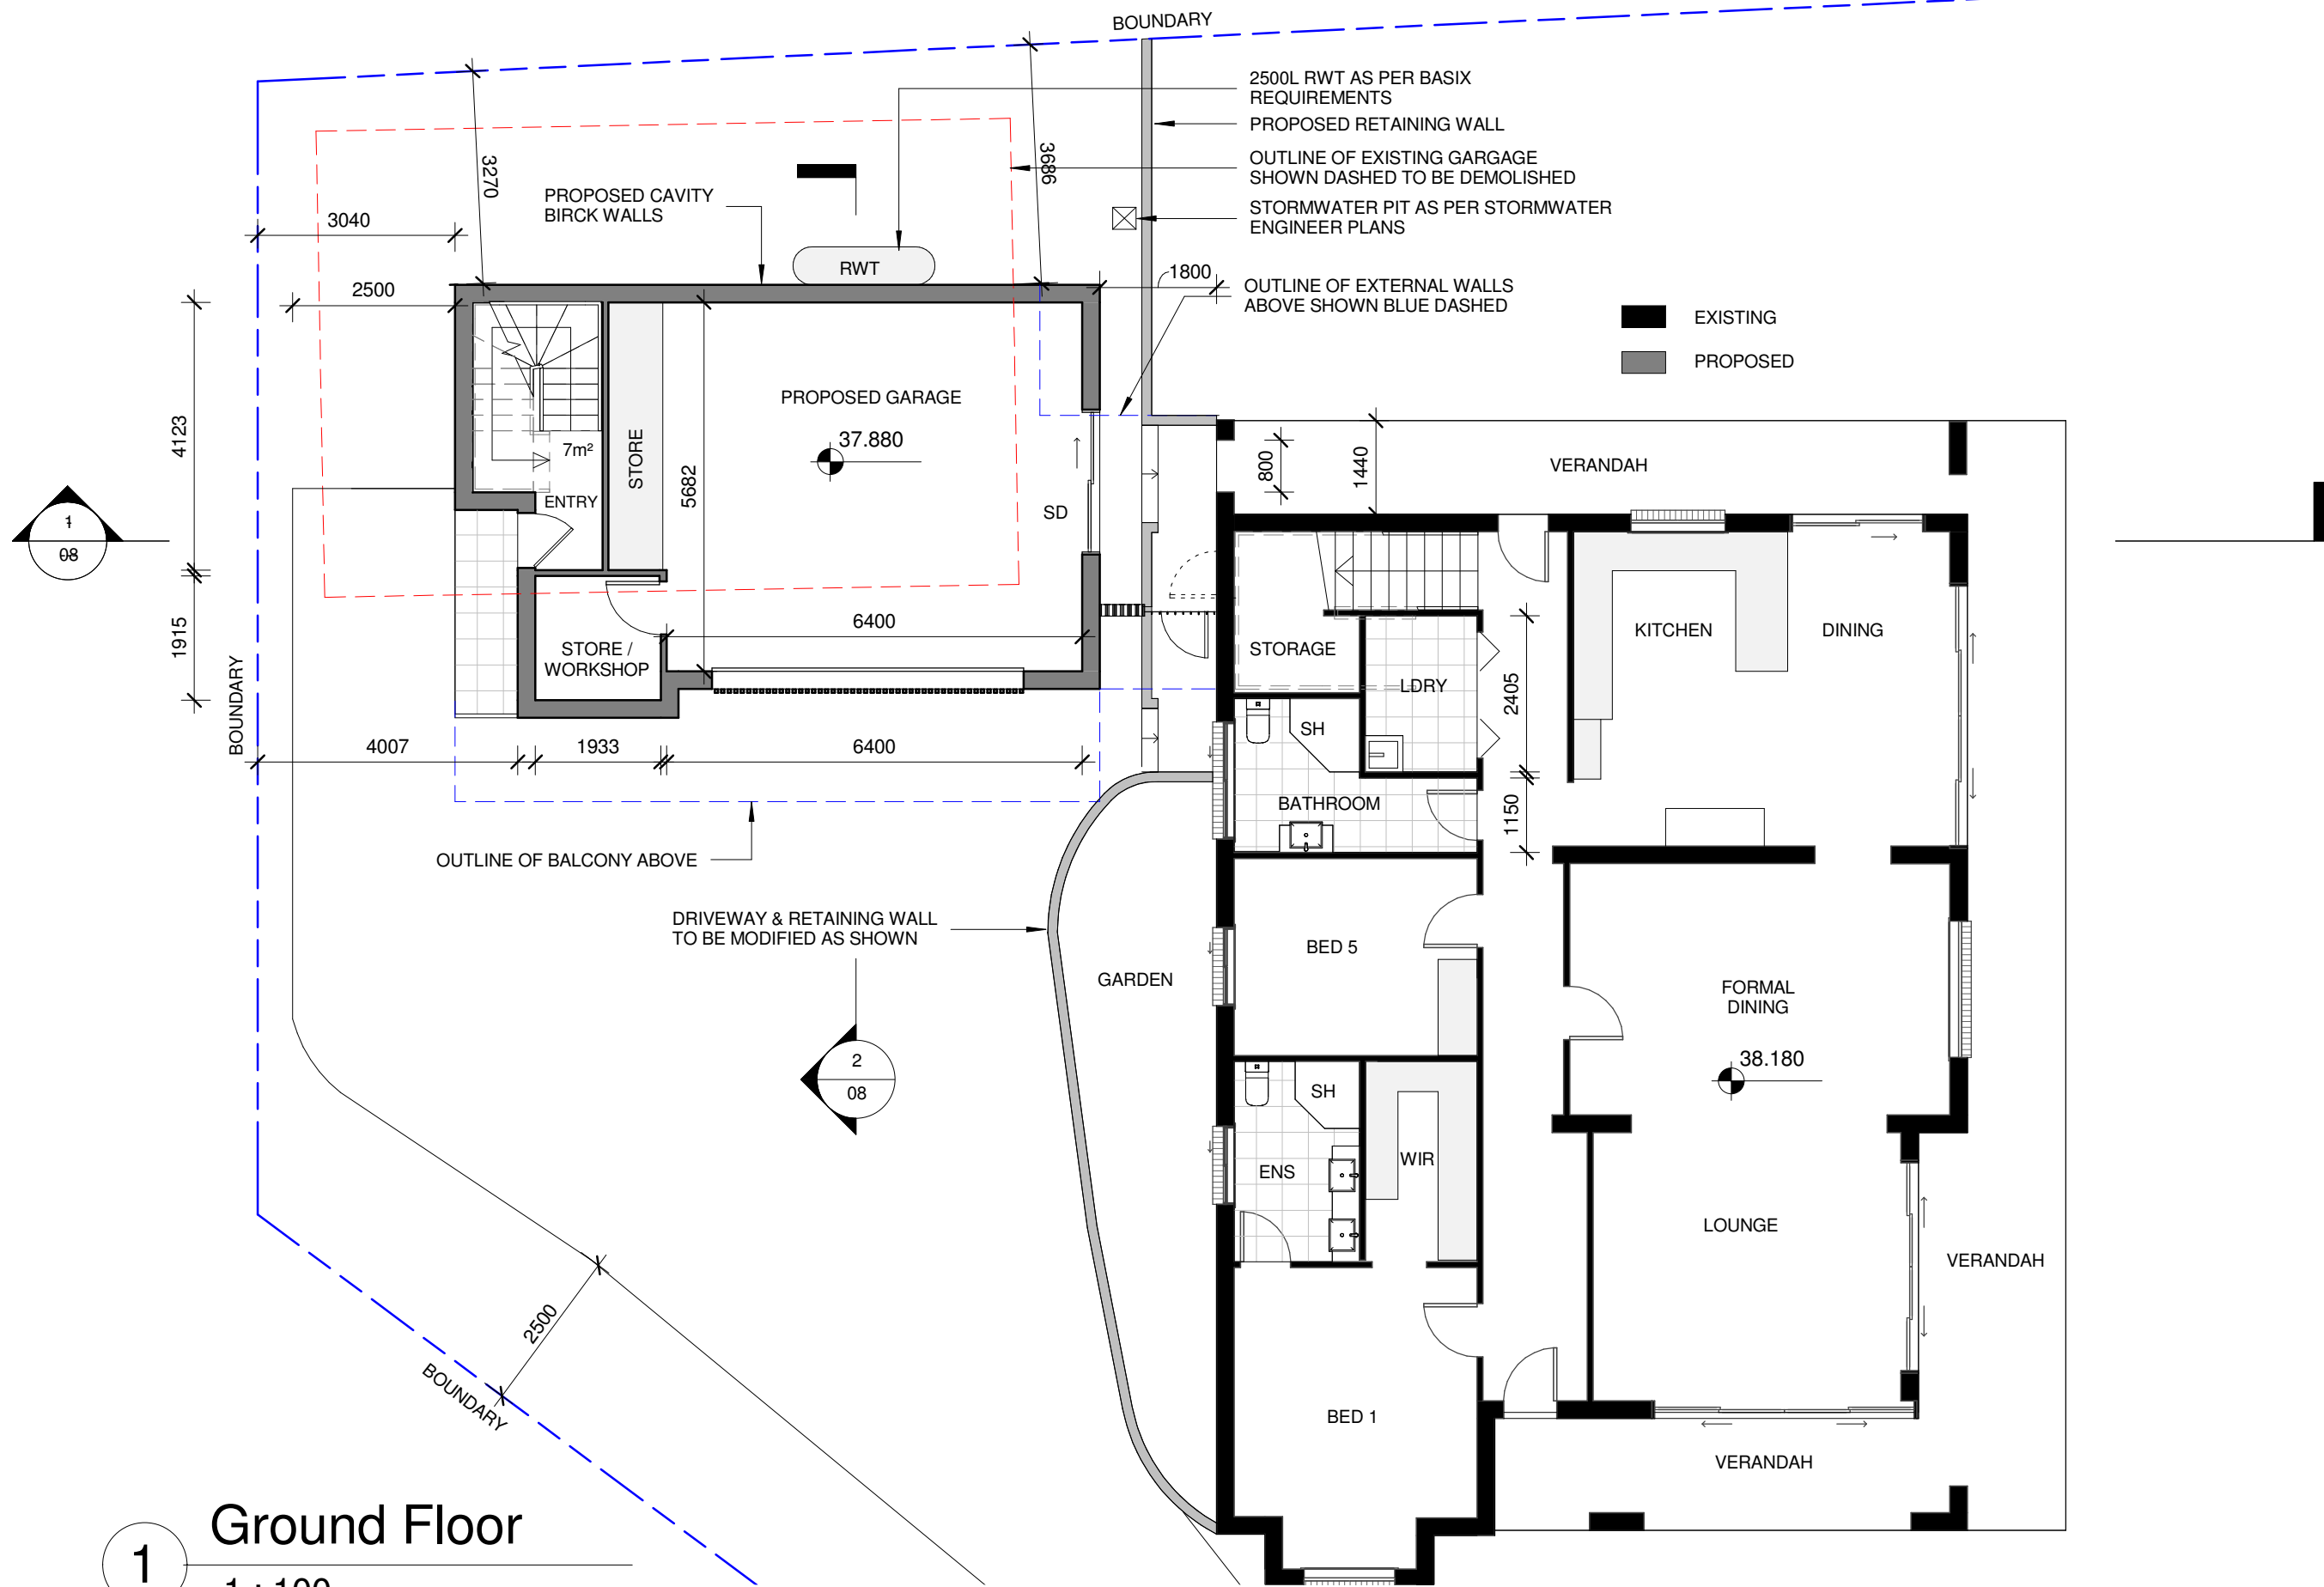 BOUNDARY
2500L RWT AS PER BASIX
REQUIREMENTS
PROPOSED RETAINING WALL
OUTLINE OF EXISTING GARGAGE
SHOWN DASHED TO BE DEMOLISHED
STORMWATER PIT AS PER STORMWATER
ENGINEER PLANS
OUTLINE OF EXTERNAL WALLS
ABOVE SHOWN BLUE DASHED
EXISTING
PROPOSED
3270
3686
PROPOSED CAVITY
BIRCK WALLS
3040
2500
RWT
1800
4123
1915
PROPOSED GARAGE
37.880
STORE
5682
7m²
ENTRY
SD
6400
STORE /
WORKSHOP
1
08
BOUNDARY
4007
1933
6400
OUTLINE OF BALCONY ABOVE
DRIVEWAY & RETAINING WALL
TO BE MODIFIED AS SHOWN
GARDEN
2
08
800
1440
VERANDAH
STORAGE
LDRY
2405
KITCHEN
DINING
SH
BATHROOM
1150
BED 5
FORMAL
DINING
38.180
SH
ENS
WIR
LOUNGE
VERANDAH
BED 1
VERANDAH
2500
BOUNDARY
Ground Floor
1
1 : 100